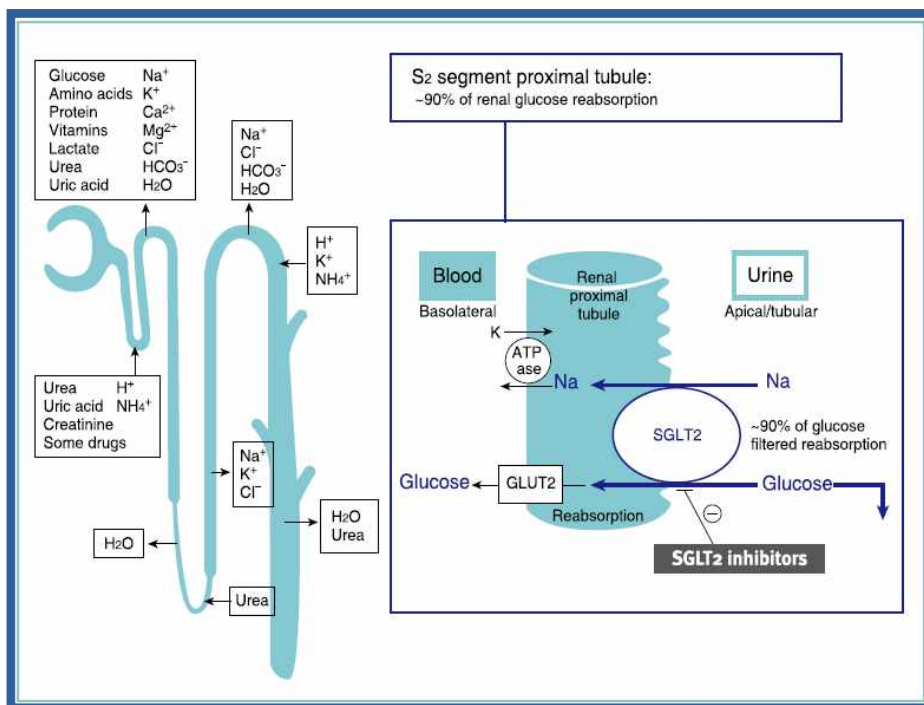 Glucose Na⁺
Amino acids K⁺
Protein Ca²⁺
Vitamins Mg²⁺
Lactate Cl⁻
Urea HCO₃⁻
Uric acid H₂O
Na⁺
Cl⁻
HCO₃⁻
H₂O
H⁺
K⁺
NH₄⁺
Urea H⁺
Uric acid NH₄⁺
Creatinine
Some drugs
Na⁺
K⁺
Cl⁻
H₂O
Urea
H₂O
Urea
S₂ segment proximal tubule:
~90% of renal glucose reabsorption
Blood
Basolateral
Renal
proximal
tubule
Urine
Apical/tubular
K
ATP
ase
Na
Na
SGLT2
~90% of glucose
filtered reabsorption
Glucose
GLUT2
Glucose
Reabsorption
SGLT2 inhibitors